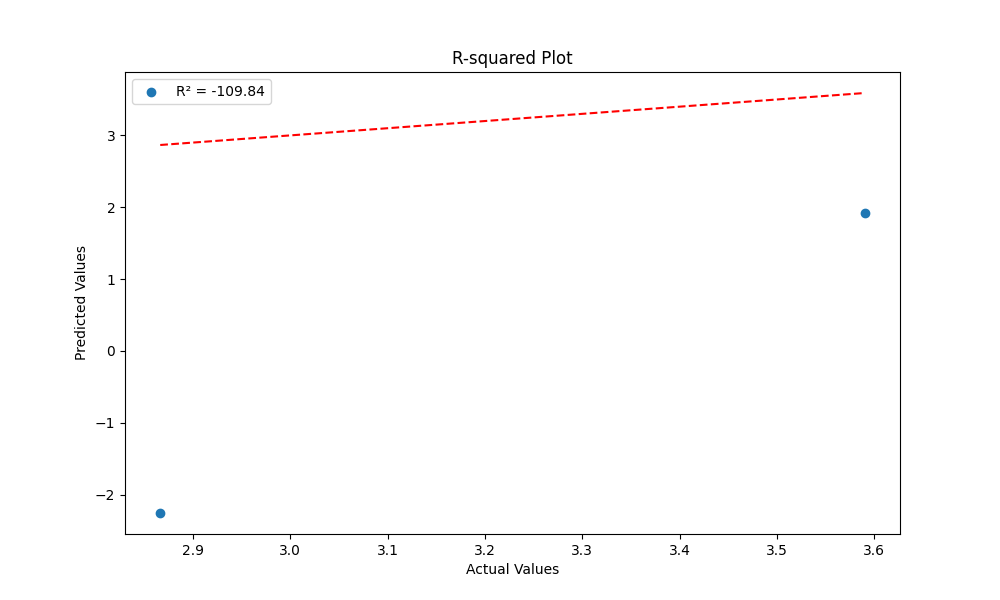 R-squared Plot
R² = -109.84
Predicted Values
3
2
1
0
−1
−2
2.9 3.0 3.1 3.2 3.3 3.4 3.5 3.6
Actual Values